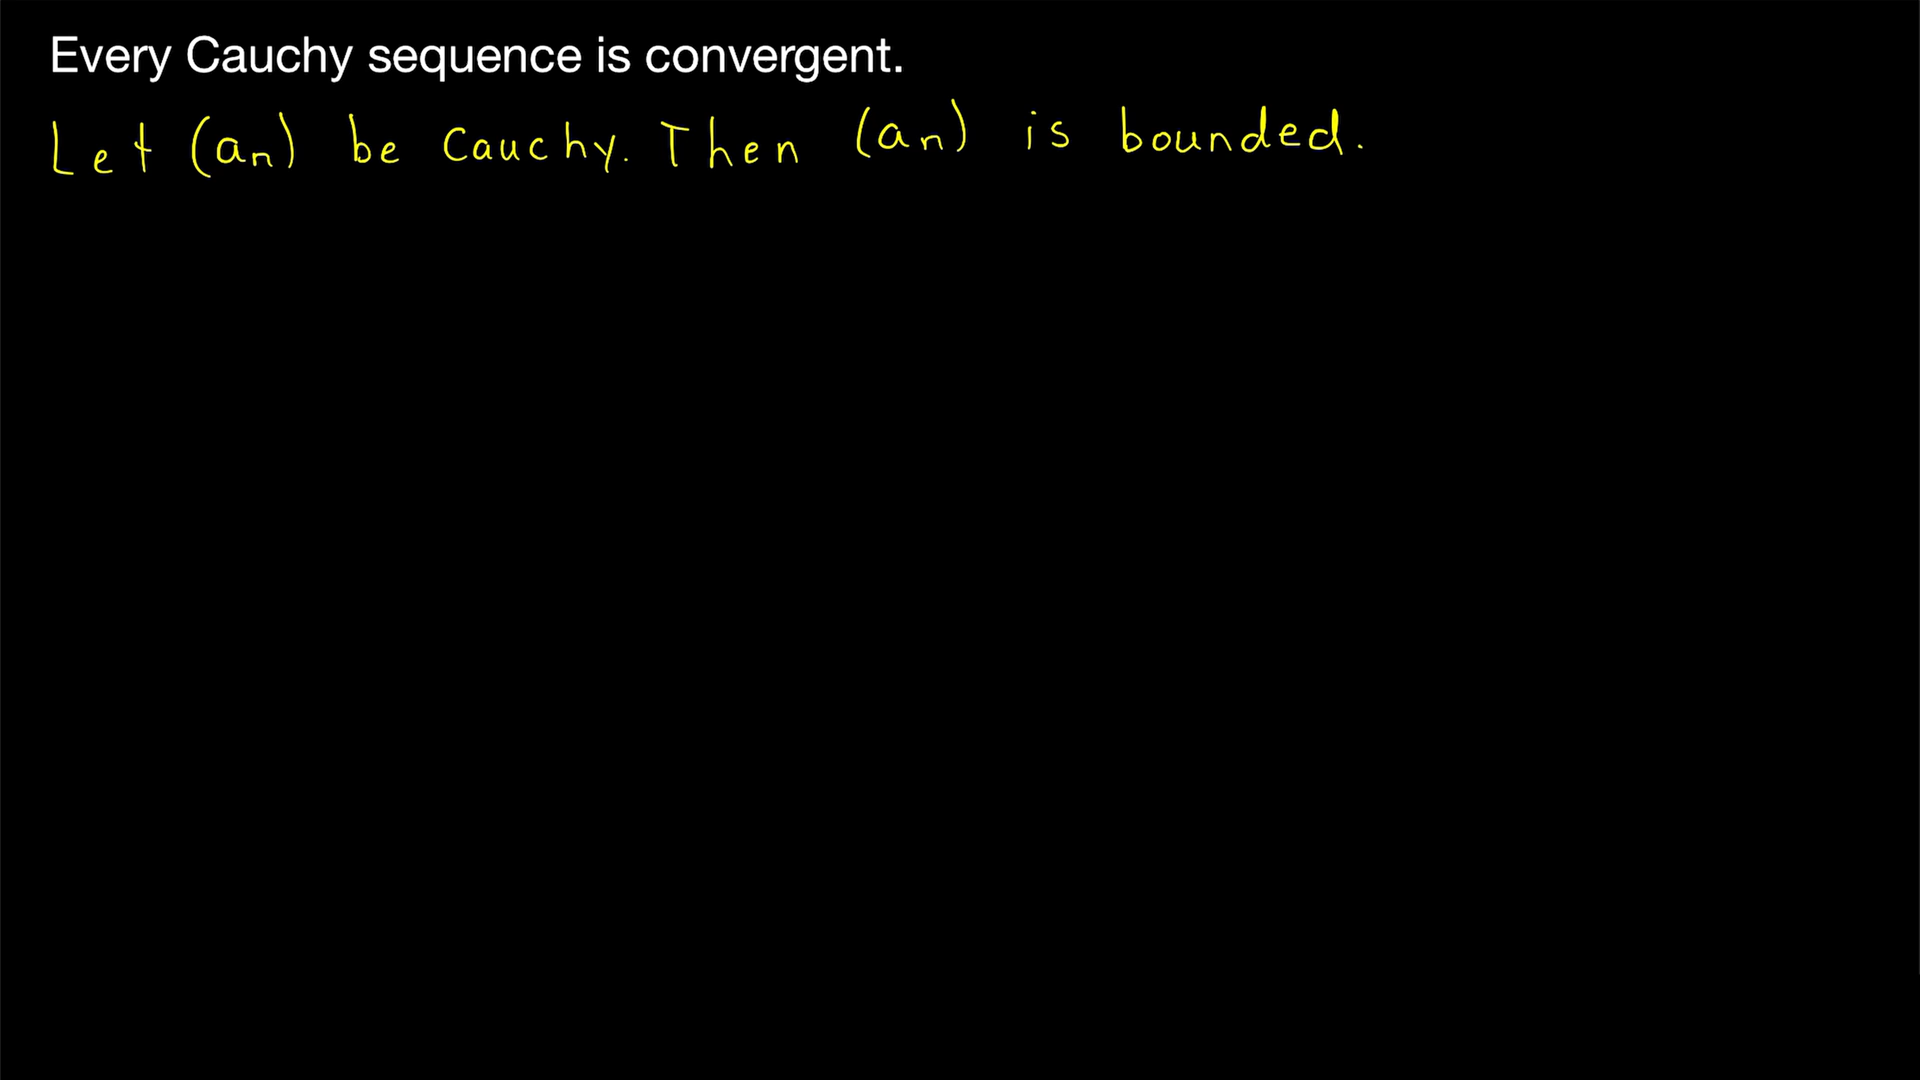 Every Cauchy sequence is convergent.
Let (an) be Cauchy. Then (an) is bounded.